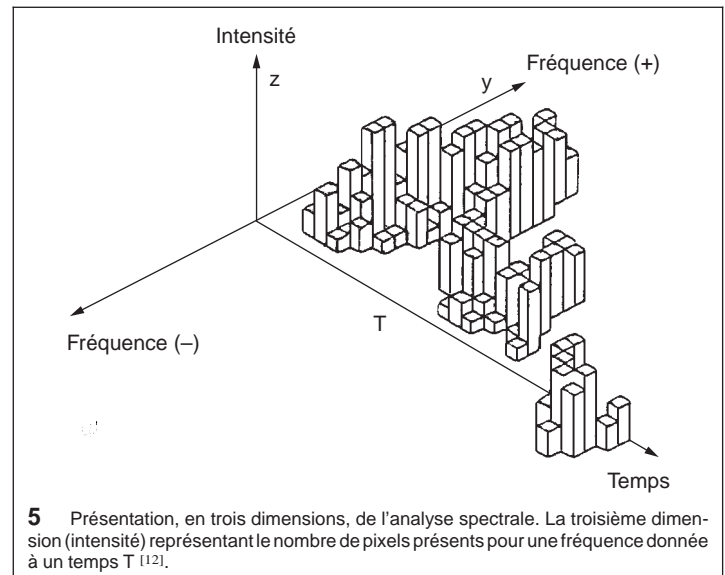 Intensité
z
Fréquence (+)
y
Fréquence (–)
T
Temps
5 Présentation, en trois dimensions, de l'analyse spectrale. La troisième dimen-
sion (intensité) représentant le nombre de pixels présents pour une fréquence donnée
à un temps T [12].